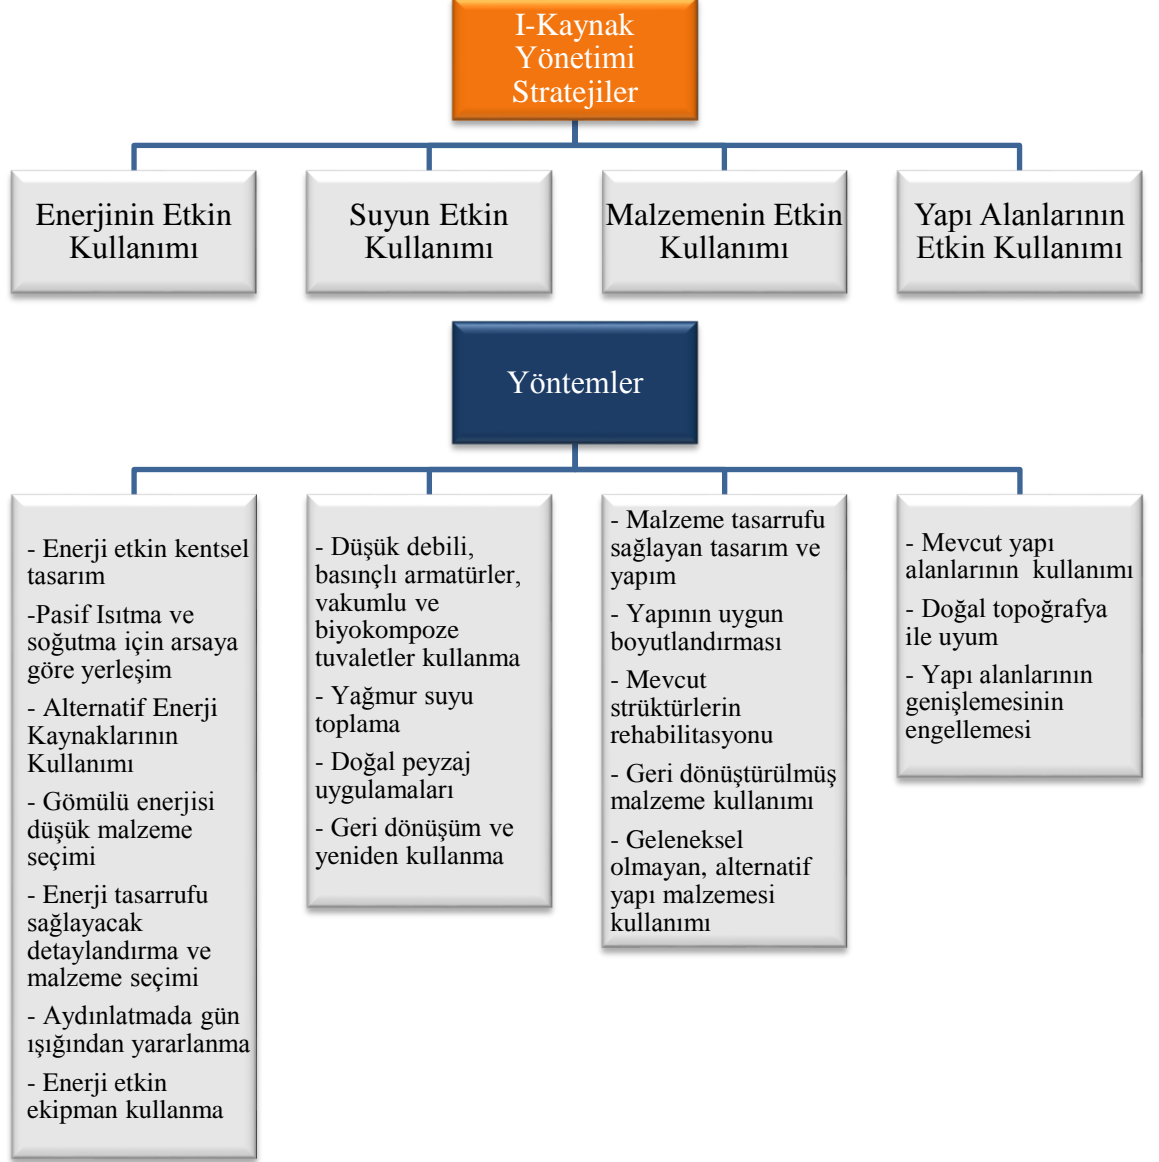 I-Kaynak
Yönetimi
Stratejiler
Enerjinin Etkin
Kullanımı
Suyun Etkin
Kullanımı
Malzemenin Etkin
Kullanımı
Yapı Alanlarının
Etkin Kullanımı
Yöntemler
- Enerji etkin kentsel
tasarım
-Pasif Isıtma ve
soğutma için arsaya
göre yerleşim
- Alternatif Enerji
Kaynaklarının
Kullanımı
- Gömülü enerjisi
düşük malzeme
seçimi
- Enerji tasarrufu
sağlayacak
detaylandırma ve
malzeme seçimi
- Aydınlatmada gün
ışığından yararlanma
- Enerji etkin
ekipman kullanma
- Düşük debili,
basınçlı armatürler,
vakumlu ve
biyokompoze
tuvaletler kullanma
- Yağmur suyu
toplama
- Doğal peyzaj
uygulamaları
- Geri dönüşüm ve
yeniden kullanma
- Malzeme tasarrufu
sağlayan tasarım ve
yapım
- Yapının uygun
boyutlandırması
- Mevcut
strüktürlerin
rehabilitasyonu
- Geri dönüştürülmüş
malzeme kullanımı
- Geleneksel
olmayan, alternatif
yapı malzemesi
kullanımı
- Mevcut yapı
alanlarının  kullanımı
- Doğal topoğrafya
ile uyum
- Yapı alanlarının
genişlemesinin
engellemesi